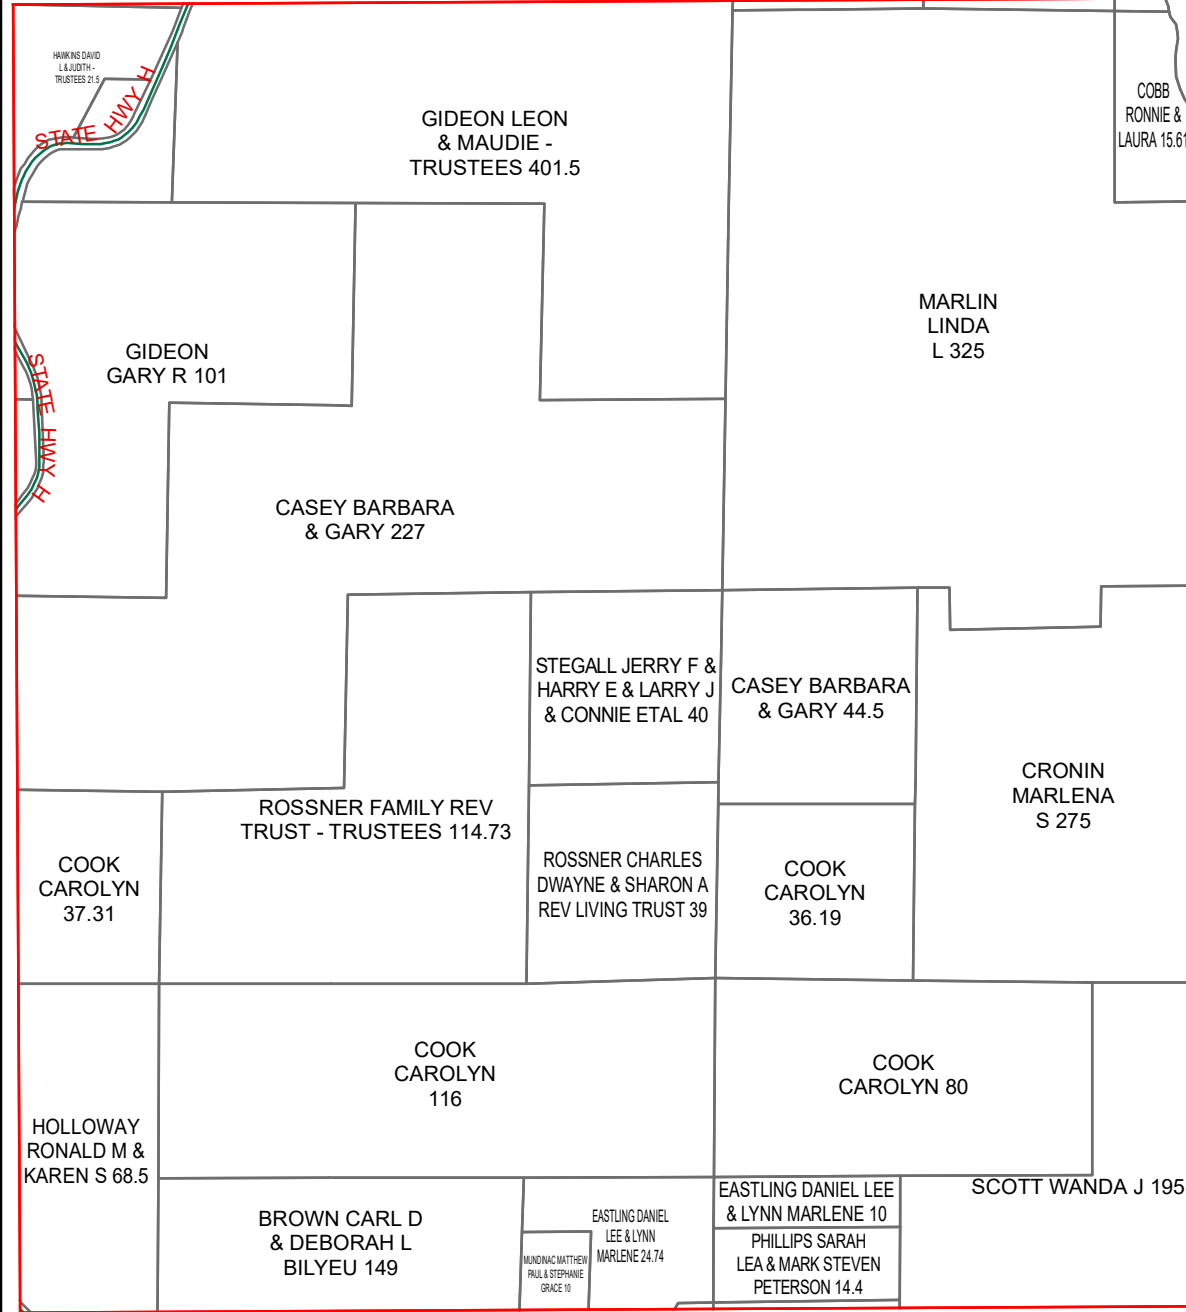 HAWKINS DAVID
L & JUDITH -
TRUSTEES 21.5
STATE HWY H
GIDEON LEON
& MAUDIE -
TRUSTEES 401.5
COBB
RONNIE &
LAURA 15.61
MARLIN
LINDA
L 325
GIDEON
GARY R 101
STATE HWY H
CASEY BARBARA
& GARY 227
STEGALL JERRY F &
HARRY E & LARRY J
& CONNIE ETAL 40
CASEY BARBARA
& GARY 44.5
CRONIN
MARLENA
S 275
ROSSNER FAMILY REV
TRUST - TRUSTEES 114.73
COOK
CAROLYN
37.31
ROSSNER CHARLES
DWAYNE & SHARON A
REV LIVING TRUST 39
COOK
CAROLYN
36.19
COOK
CAROLYN
116
COOK
CAROLYN 80
HOLLOWAY
RONALD M &
KAREN S 68.5
SCOTT WANDA J 195
BROWN CARL D
& DEBORAH L
BILYEU 149
MUNDINAC MATTHEW
PAUL & STEPHANIE
GRACE 10
EASTLING DANIEL
LEE & LYNN
MARLENE 24.74
EASTLING DANIEL LEE
& LYNN MARLENE 10
PHILLIPS SARAH
LEA & MARK STEVEN
PETERSON 14.4